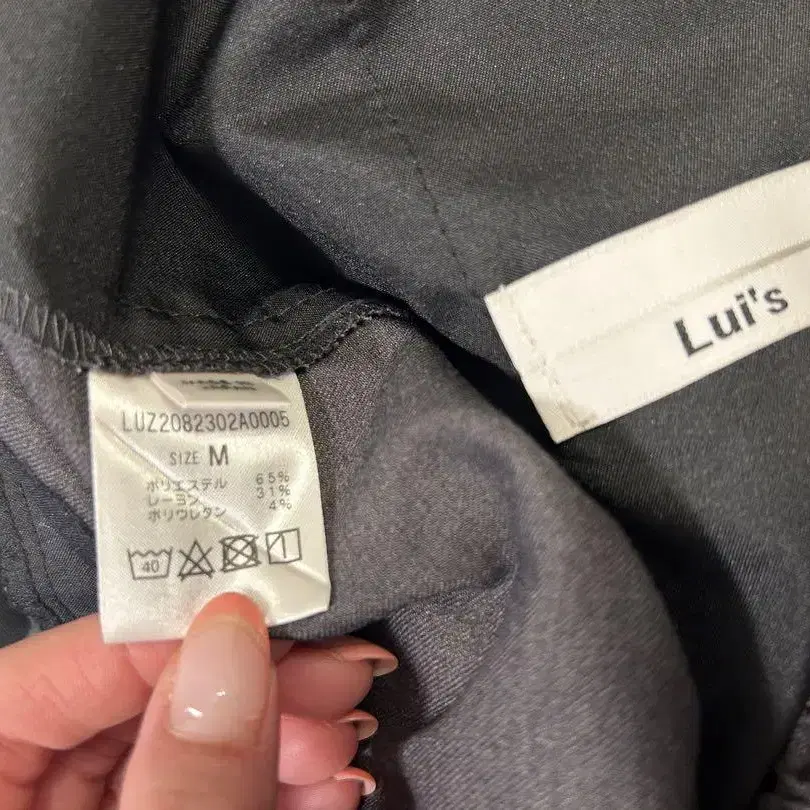 LUZ2082302A0005
SIZE M
ポリエステル 65%
レーヨン 31%
ポリウレタン 4%
40
Lui's